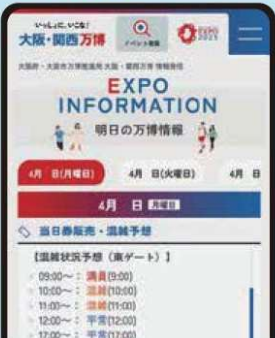 いっしょに、いこな!
大阪・関西万博
イベント検索
EXPO
2025
大阪府・大阪市万博推進局 大阪・関西万博 情報発信
EXPO
INFORMATION
明日の万博情報
4月 日(月曜日)
4月 日(火曜日)
4月 日
4月 日 月曜日
当日券販売・混雑予想
【混雑状況予想（東ゲート）】
09:00〜：満員(9:00)
10:00〜：混雑(10:00)
11:00〜：混雑(11:00)
12:00〜：平常(12:00)
17:00〜：平常(17:00)